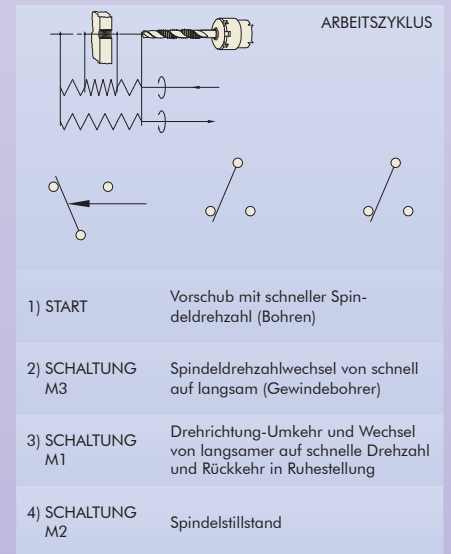 ARBEITSZYKLUS
1) START
Vorschub mit schneller Spin-
deldrehzahl (Bohren)
2) SCHALTUNG
M3
Spindeldrehzahlwechsel von schnell
auf langsam (Gewindebohrer)
3) SCHALTUNG
M1
Drehrichtung-Umkehr und Wechsel
von langsamer auf schnelle Drehzahl
und Rückkehr in Ruhestellung
4) SCHALTUNG
M2
Spindelstillstand